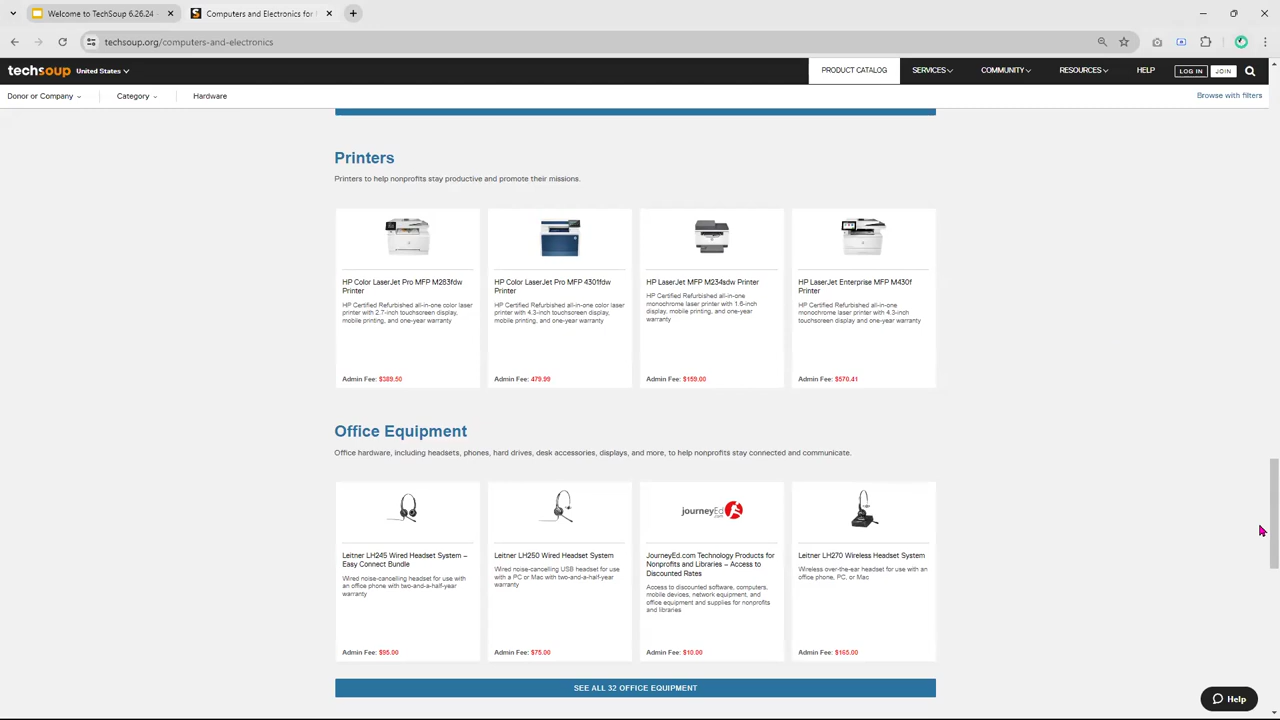 Welcome to TechSoup 6.26.24 -
Computers and Electronics for
techsoup.org/computers-and-electronics
techsoup United States
PRODUCT CATALOG SERVICES COMMUNITY RESOURCES HELP LOG IN JOIN
Donor or Company Category Hardware Browse with filters
Printers
Printers to help nonprofits stay productive and promote their missions.
HP Color LaserJet Pro MFP M283fdw
Printer
HP Certified Refurbished all-in-one color laser
printer with 2.7-inch touchscreen display,
mobile printing, and one-year warranty
Admin Fee: $389.50
HP Color LaserJet Pro MFP 4301fdw
Printer
HP Certified Refurbished all-in-one color laser
printer with 4.3-inch touchscreen display,
mobile printing, and one-year warranty
Admin Fee: 479.99
HP LaserJet MFP M234sdw Printer
HP Certified Refurbished all-in-one
monochrome laser printer with 1.6-inch
display, mobile printing, and one-year
warranty
Admin Fee: $159.00
HP LaserJet Enterprise MFP M430f
Printer
HP Certified Refurbished all-in-one
monochrome laser printer with 4.3-inch
touchscreen display and one-year warranty
Admin Fee: $570.41
Office Equipment
Office hardware, including headsets, phones, hard drives, desk accessories, displays, and more, to help nonprofits stay connected and communicate.
Leitner LH245 Wired Headset System –
Easy Connect Bundle
Wired noise-cancelling headset for use with
an office phone with two-and-a-half-year
warranty
Admin Fee: $95.00
Leitner LH250 Wired Headset System
Wired noise-cancelling USB headset for use
with a PC or Mac with two-and-a-half-year
warranty
Admin Fee: $75.00
journeyEd.com
JourneyEd.com Technology Products for
Nonprofits and Libraries – Access to
Discounted Rates
Access to discounted software, computers,
mobile devices, network equipment, and
office equipment and supplies for nonprofits
and libraries
Admin Fee: $10.00
Leitner LH270 Wireless Headset System
Wireless over-the-ear headset for use with an
office phone, PC, or Mac
Admin Fee: $165.00
SEE ALL 32 OFFICE EQUIPMENT
Help